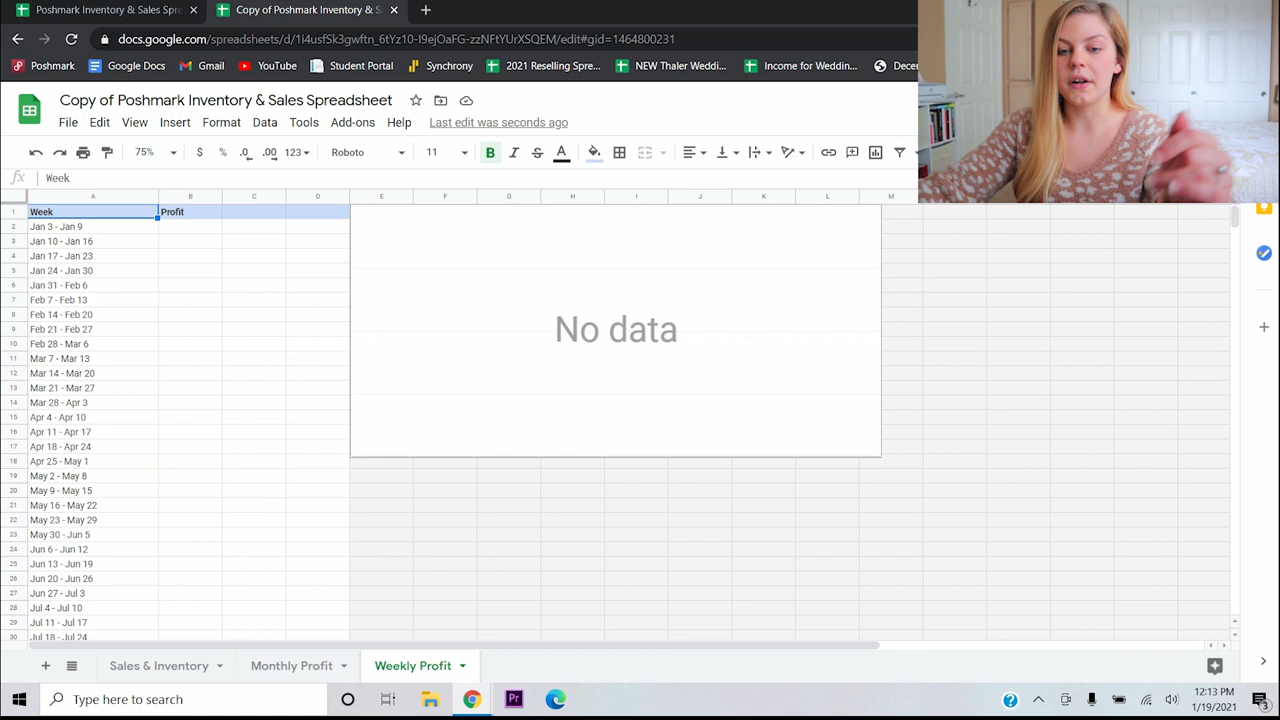 Poshmark Inventory & Sales Spre
Copy of Poshmark Inventory & S
docs.google.com/spreadsheets/d/1i4usfSk3gwftn_6tYz10-I9ejOaFG-zzNFtYUrXSQEM/edit#gid=1464800231
Poshmark Google Docs Gmail YouTube Student Portal Synchrony 2021 Reselling Spre... NEW Thaler Wedding... Income for Weddin... Decem
Copy of Poshmark Inventory & Sales Spreadsheet
File Edit View Insert Format Data Tools Add-ons Help Last edit was seconds ago
75% $ % .0 .00 123 Roboto 11 B I S A
fx Week
A B C D E F G H I J K L M
1 Week Profit
2 Jan 3 - Jan 9
3 Jan 10 - Jan 16
4 Jan 17 - Jan 23
5 Jan 24 - Jan 30
6 Jan 31 - Feb 6
7 Feb 7 - Feb 13
8 Feb 14 - Feb 20
9 Feb 21 - Feb 27
10 Feb 28 - Mar 6
11 Mar 7 - Mar 13
12 Mar 14 - Mar 20
13 Mar 21 - Mar 27
14 Mar 28 - Apr 3
15 Apr 4 - Apr 10
16 Apr 11 - Apr 17
17 Apr 18 - Apr 24
18 Apr 25 - May 1
19 May 2 - May 8
20 May 9 - May 15
21 May 16 - May 22
22 May 23 - May 29
23 May 30 - Jun 5
24 Jun 6 - Jun 12
25 Jun 13 - Jun 19
26 Jun 20 - Jun 26
27 Jun 27 - Jul 3
28 Jul 4 - Jul 10
29 Jul 11 - Jul 17
30 Jul 18 - Jul 24
No data
Sales & Inventory Monthly Profit Weekly Profit
Type here to search
Pr
12:13 PM
1/19/2021
3